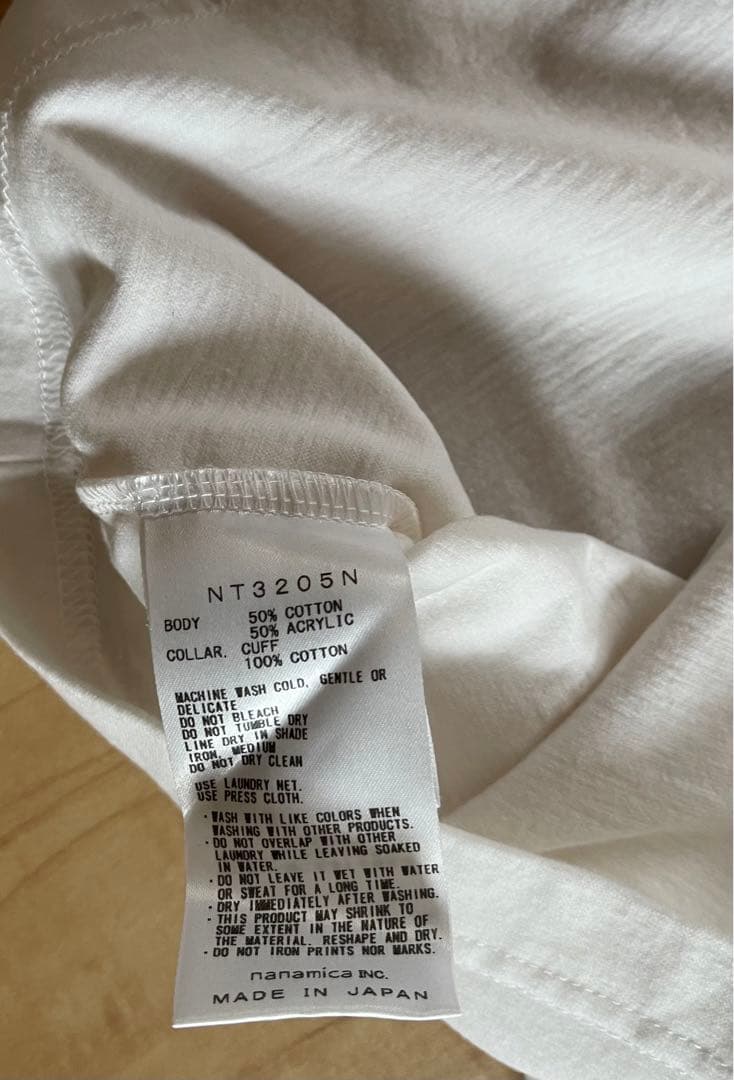 NT3205N
BODY 50% COTTON
50% ACRYLIC
COLLAR. CUFF
100% COTTON
MACHINE WASH COLD, GENTLE OR
DELICATE
DO NOT BLEACH
DO NOT TUMBLE DRY
LINE DRY IN SHADE
IRON, MEDIUM
DO NOT DRY CLEAN
USE LAUNDRY NET.
USE PRESS CLOTH.
・WASH WITH LIKE COLORS WHEN
WASHING WITH OTHER PRODUCTS.
・DO NOT OVERLAP WITH OTHER
LAUNDRY WHILE LEAVING SOAKED
IN WATER.
・DO NOT LEAVE IT WET WITH WATER
OR SWEAT FOR A LONG TIME.
・DRY IMMEDIATELY AFTER WASHING.
・THIS PRODUCT MAY SHRINK TO
SOME EXTENT IN THE NATURE OF
THE MATERIAL. RESHAPE AND DRY.
・DO NOT IRON PRINTS NOR MARKS.
nanamica INC.
MADE IN JAPAN